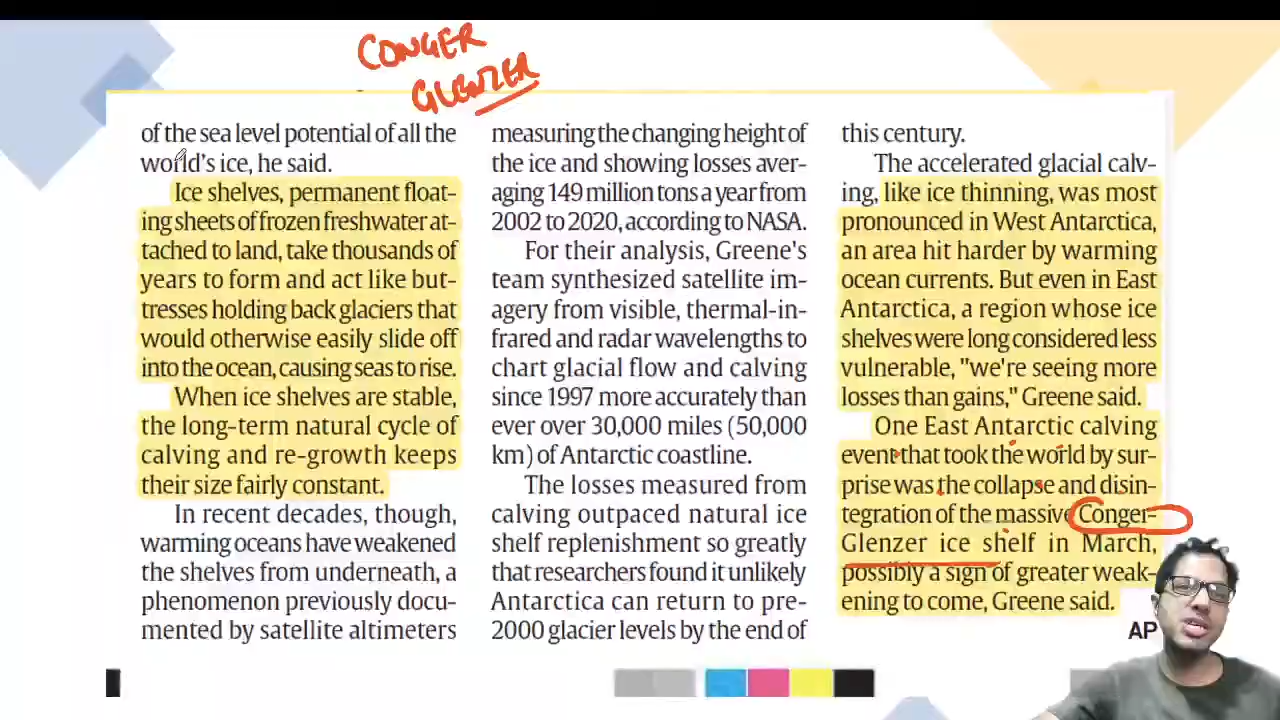 CONGER
GLENZER
of the sea level potential of all the
world's ice, he said.
Ice shelves, permanent float-
ing sheets of frozen freshwater at-
tached to land, take thousands of
years to form and act like but-
tresses holding back glaciers that
would otherwise easily slide off
into the ocean, causing seas to rise.
When ice shelves are stable,
the long-term natural cycle of
calving and re-growth keeps
their size fairly constant.
In recent decades, though,
warming oceans have weakened
the shelves from underneath, a
phenomenon previously docu-
mented by satellite altimeters
measuring the changing height of
the ice and showing losses aver-
aging 149 million tons a year from
2002 to 2020, according to NASA.
For their analysis, Greene's
team synthesized satellite im-
agery from visible, thermal-in-
frared and radar wavelengths to
chart glacial flow and calving
since 1997 more accurately than
ever over 30,000 miles (50,000
km) of Antarctic coastline.
The losses measured from
calving outpaced natural ice
shelf replenishment so greatly
that researchers found it unlikely
Antarctica can return to pre-
2000 glacier levels by the end of
this century.
The accelerated glacial calv-
ing, like ice thinning, was most
pronounced in West Antarctica,
an area hit harder by warming
ocean currents. But even in East
Antarctica, a region whose ice
shelves were long considered less
vulnerable, "we're seeing more
losses than gains," Greene said.
One East Antarctic calving
event that took the world by sur-
prise was the collapse and disin-
tegration of the massive Conger-
Glenzer ice shelf in March,
possibly a sign of greater weak-
ening to come, Greene said.
AP